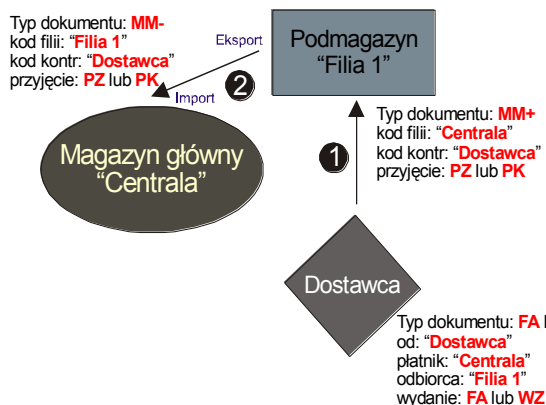 Typ dokumentu: MM-
kod filii: “Filia 1”
kod kontr: “Dostawca”
przyjęcie: PZ lub PK
Eksport
Import
2
Podmagazyn
“Filia 1”
Magazyn główny
“Centrala”
1
Typ dokumentu: MM+
kod filii: “Centrala”
kod kontr: “Dostawca”
przyjęcie: PZ lub PK
Dostawca
Typ dokumentu: FA
od: “Dostawca”
płatnik: “Centrala”
odbiorca: “Filia 1”
wydanie: FA lub WZ